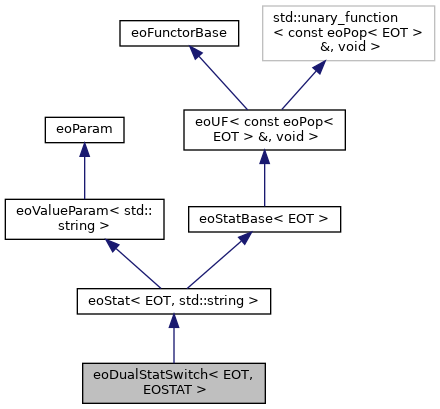 std::unary_function
< const eoPop< EOT >
&, void >
eoFunctorBase
eoUF< const eoPop<
EOT > &, void >
eoParam
eoValueParam< std::
string >
eoStatBase< EOT >
eoStat< EOT, std::string >
eoDualStatSwitch< EOT,
EOSTAT >